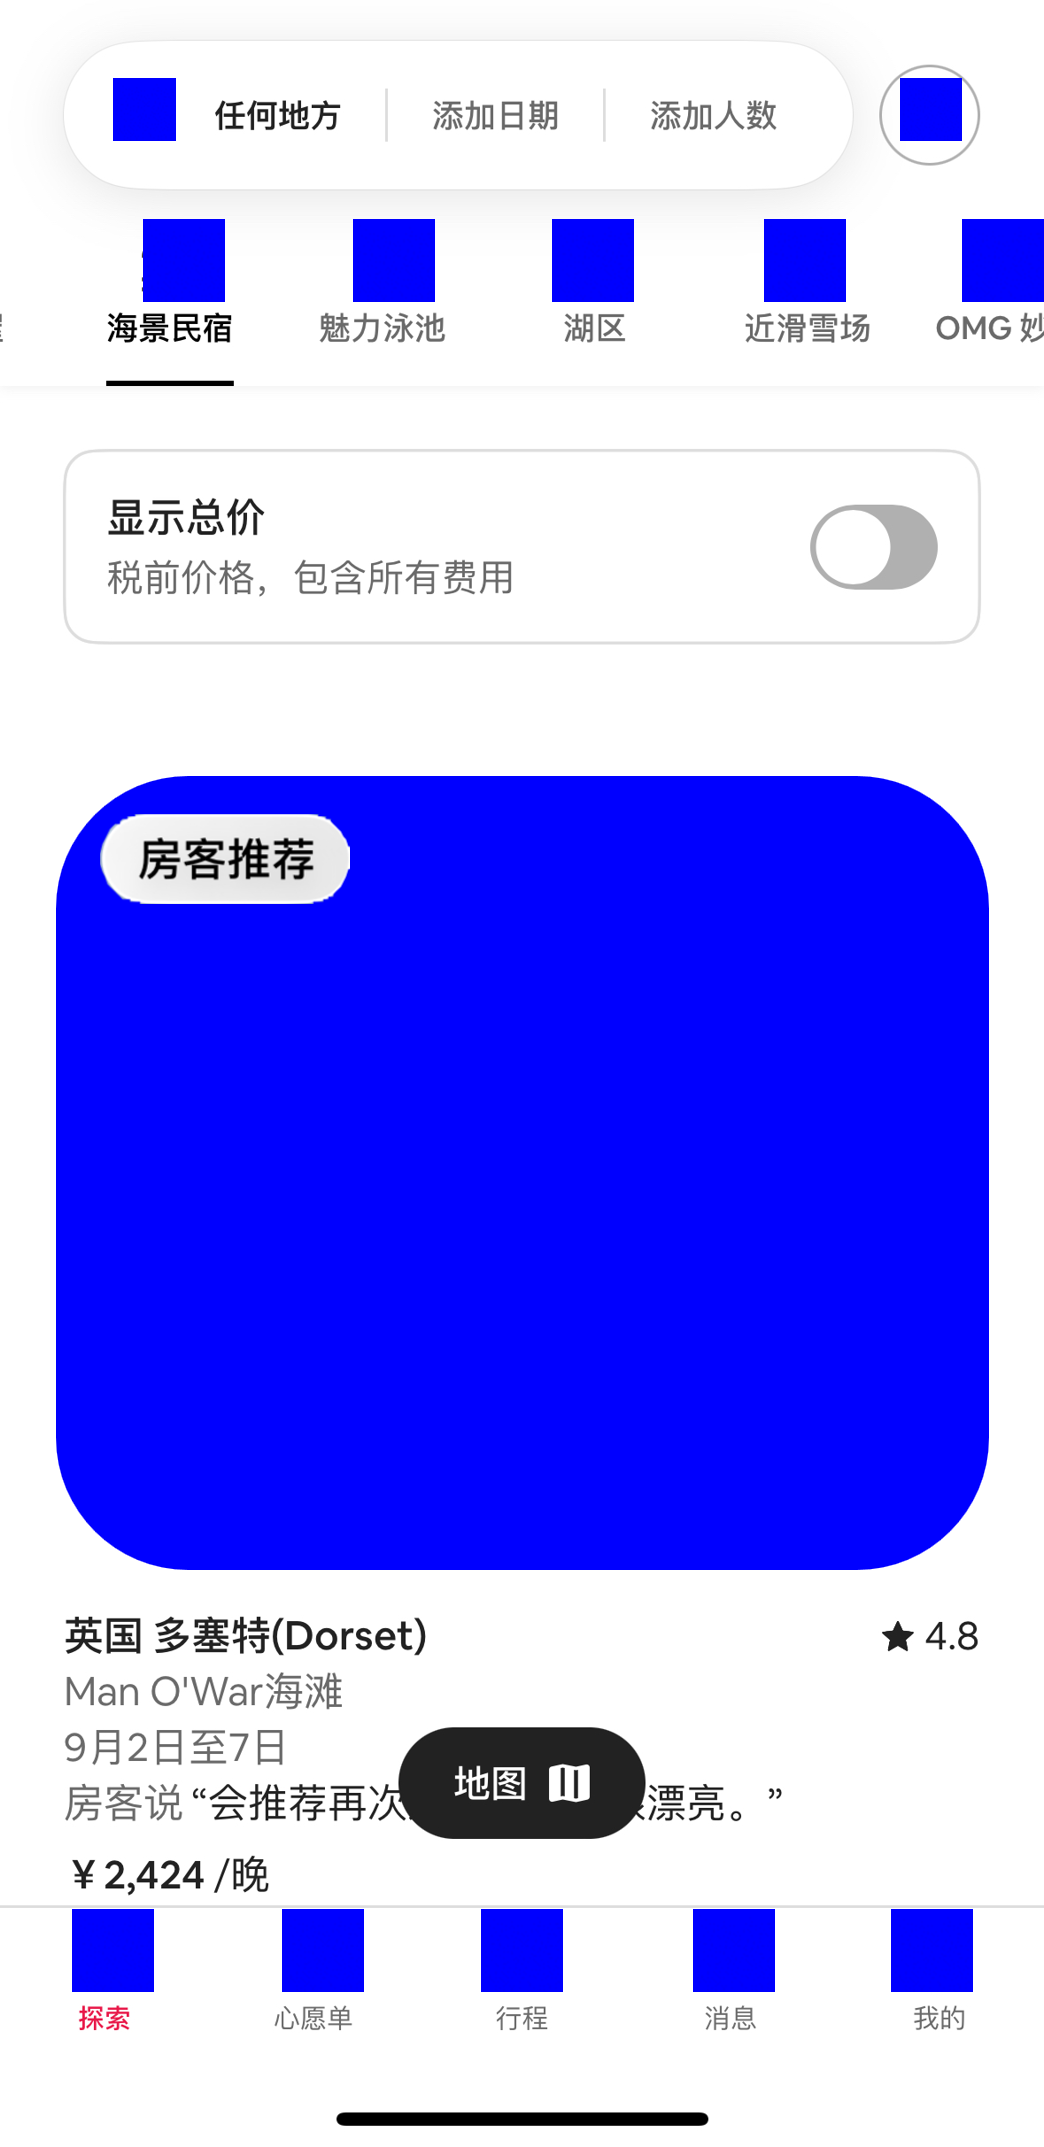 任何地方 添加日期 添加人数
海景民宿 魅力泳池 湖区 近滑雪场 OMG
显示总价
税前价格，包含所有费用
房客推荐
英国 多塞特(Dorset) ★ 4.8
Man O'War海滩
9月2日至7日
房客说 “会推荐再次 漂亮。”
地图
¥ 2,424 /晚
探索 心愿单 行程 消息 我的